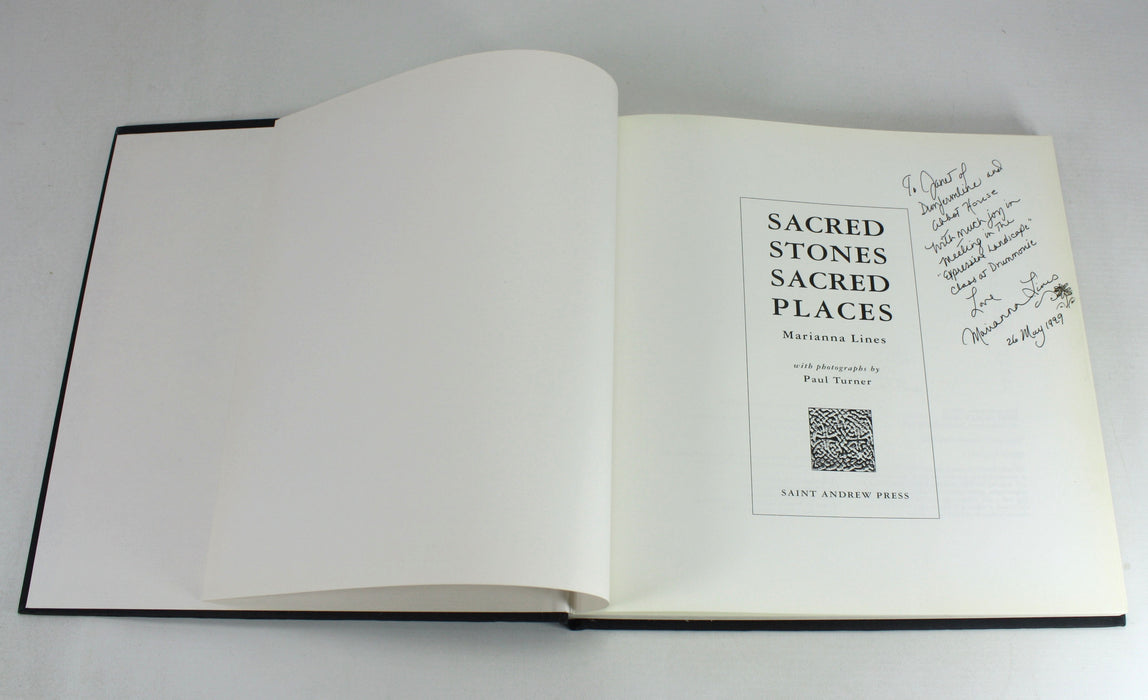 SACRED
STONES
SACRED
PLACES
Marianna Lines
with photographs by
Paul Turner
SAINT ANDREW PRESS
To Janet of
Dunfermline and
Abbot House
With much joy in
meeting in the
"Expressive Landscape"
class at Drummonie
Love
Marianna Lines
26 May 1999